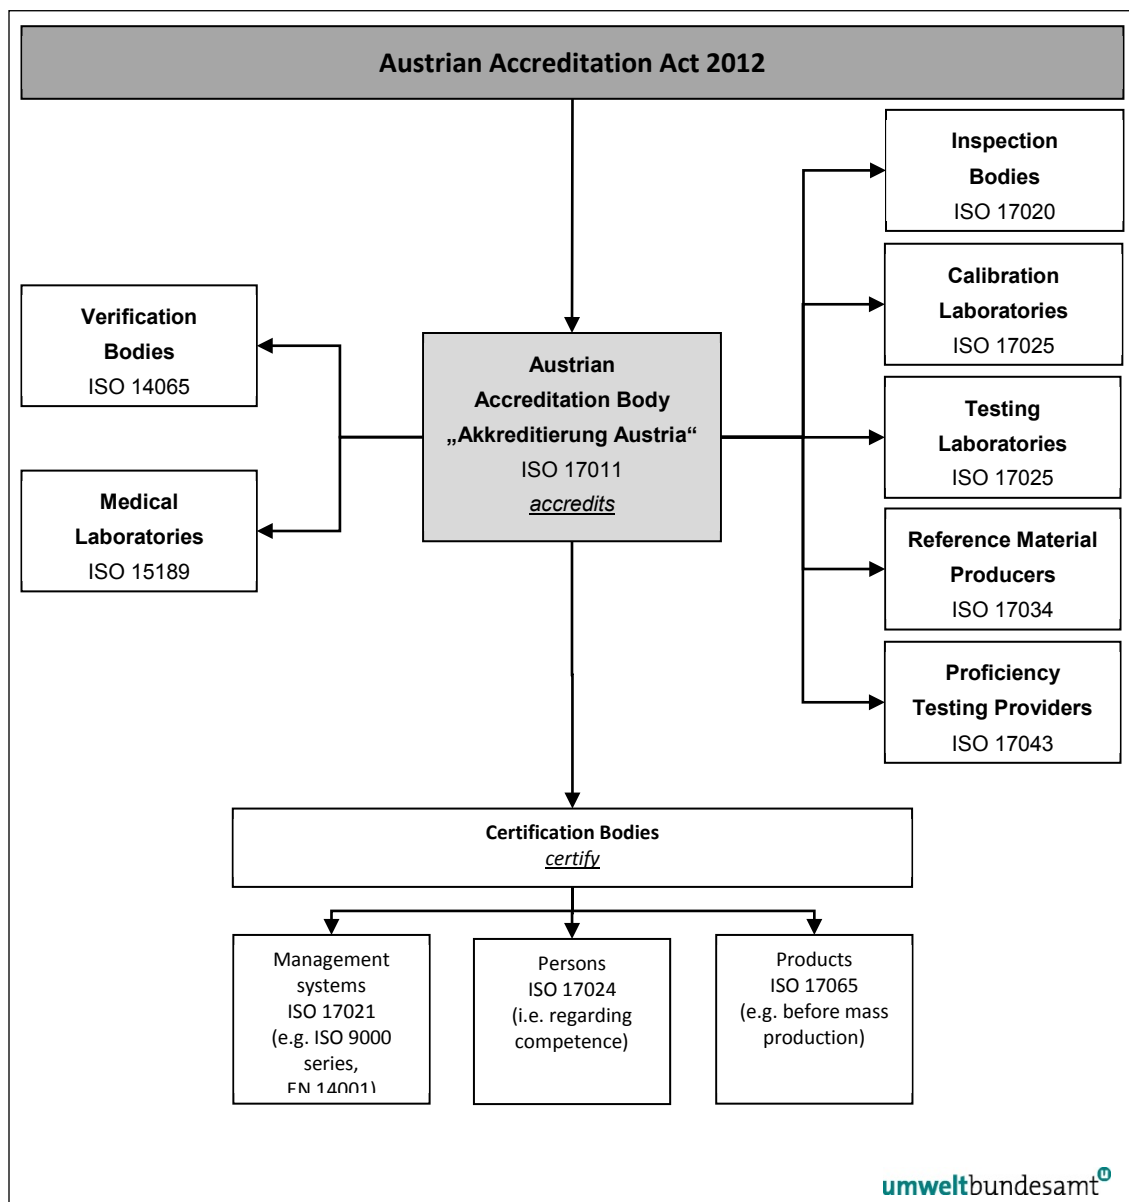 Austrian Accreditation Act 2012
Inspection
Bodies
ISO 17020
Calibration
Laboratories
ISO 17025
Verification
Bodies
ISO 14065
Austrian
Accreditation Body
„Akkreditierung Austria“
ISO 17011
accredits
Testing
Laboratories
ISO 17025
Medical
Laboratories
ISO 15189
Reference Material
Producers
ISO 17034
Proficiency
Testing Providers
ISO 17043
Certification Bodies
certify
Management
systems
ISO 17021
(e.g. ISO 9000
series,
EN 14001)
Persons
ISO 17024
(i.e. regarding
competence)
Products
ISO 17065
(e.g. before mass
production)
umweltbundesamt